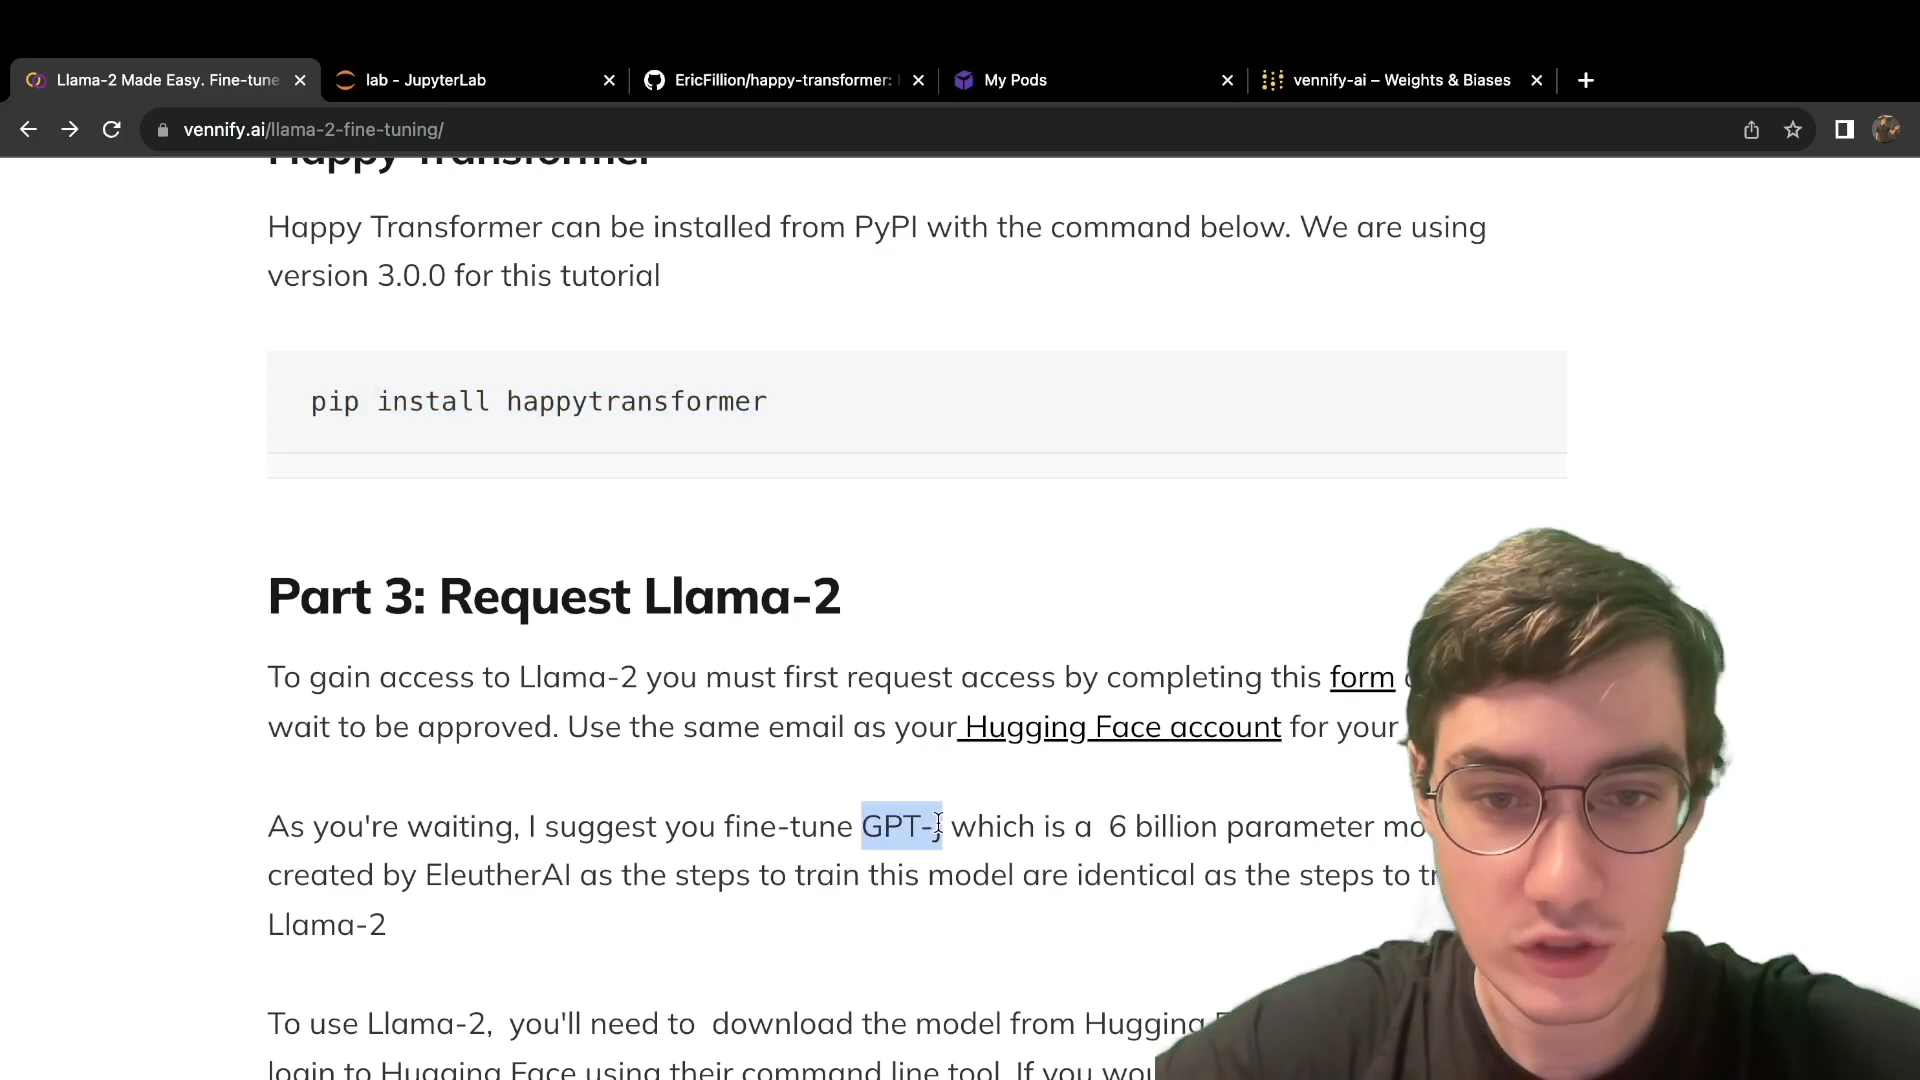 Llama-2 Made Easy. Fine-tune
lab - JupyterLab
EricFillion/happy-transformer:
My Pods
vennify-ai – Weights & Biases
vennify.ai/llama-2-fine-tuning/
Happy Transformer
Happy Transformer can be installed from PyPI with the command below. We are using
version 3.0.0 for this tutorial
pip install happytransformer
Part 3: Request Llama-2
To gain access to Llama-2 you must first request access by completing this form
wait to be approved. Use the same email as your Hugging Face account for your
As you're waiting, I suggest you fine-tune GPT-j which is a 6 billion parameter
created by EleutherAI as the steps to train this model are identical as the steps to
Llama-2
To use Llama-2, you'll need to download the model from Hugging
login to Hugging Face using their command line tool. If you